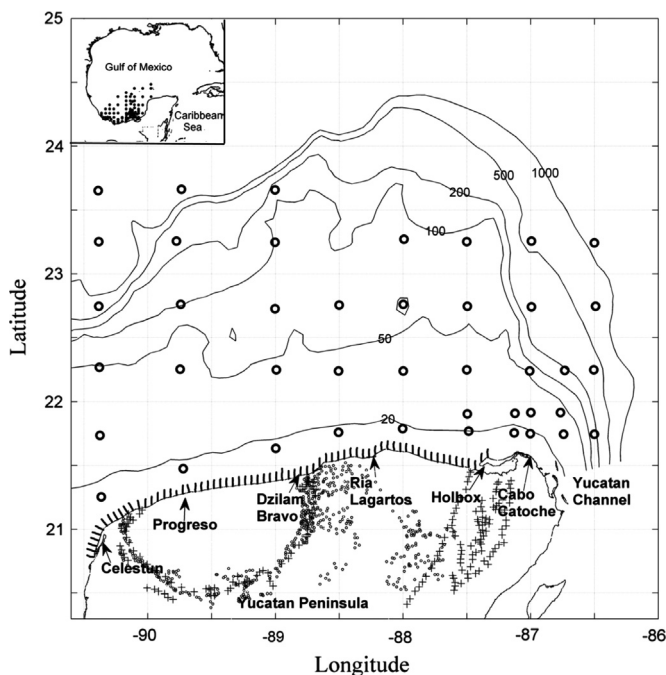 25
24
23
22
21
Latitude
Gulf of Mexico
Caribbean
Sea
1000
500
200
100
50
20
Dzilam
Bravo
Ria
Lagartos
Holbox
Cabo
Catoche
Yucatan
Channel
Progreso
Celestun
Yucatan Peninsula
-90
-89
-88
-87
-86
Longitude